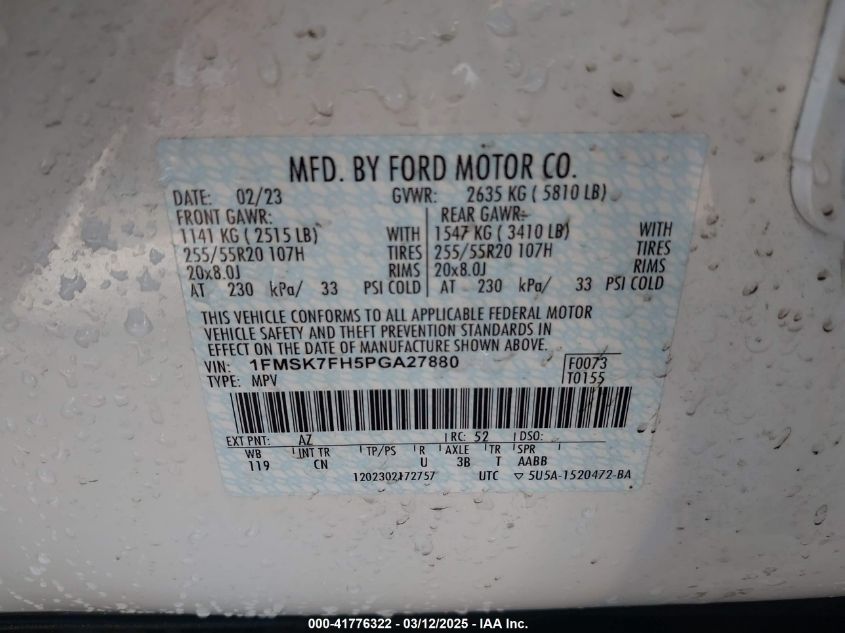 MFD. BY FORD MOTOR CO.
DATE: 02/23 GVWR: 2635 KG ( 5810 LB)
FRONT GAWR: REAR GAWR:
1141 KG ( 2515 LB) WITH 1547 KG ( 3410 LB) WITH
255/55R20 107H TIRES 255/55R20 107H TIRES
20x8.0J RIMS 20x8.0J RIMS
AT 230 kPa/ 33 PSI COLD AT 230 kPa/ 33 PSI COLD
THIS VEHICLE CONFORMS TO ALL APPLICABLE FEDERAL MOTOR
VEHICLE SAFETY AND THEFT PREVENTION STANDARDS IN
EFFECT ON THE DATE OF MANUFACTURE SHOWN ABOVE.
VIN: 1FMSK7FH5PGA27880 F0073
TYPE: MPV T0155
EXT PNT: AZ RC: 52 DSO:
WB INT TR TP/PS R AXLE TR SPR
119 CN U 3B T AABB
1202302172757 UTC ▽ 5U5A-1520472-BA
000-41776322 / 03/12/2025 - IAA Inc.